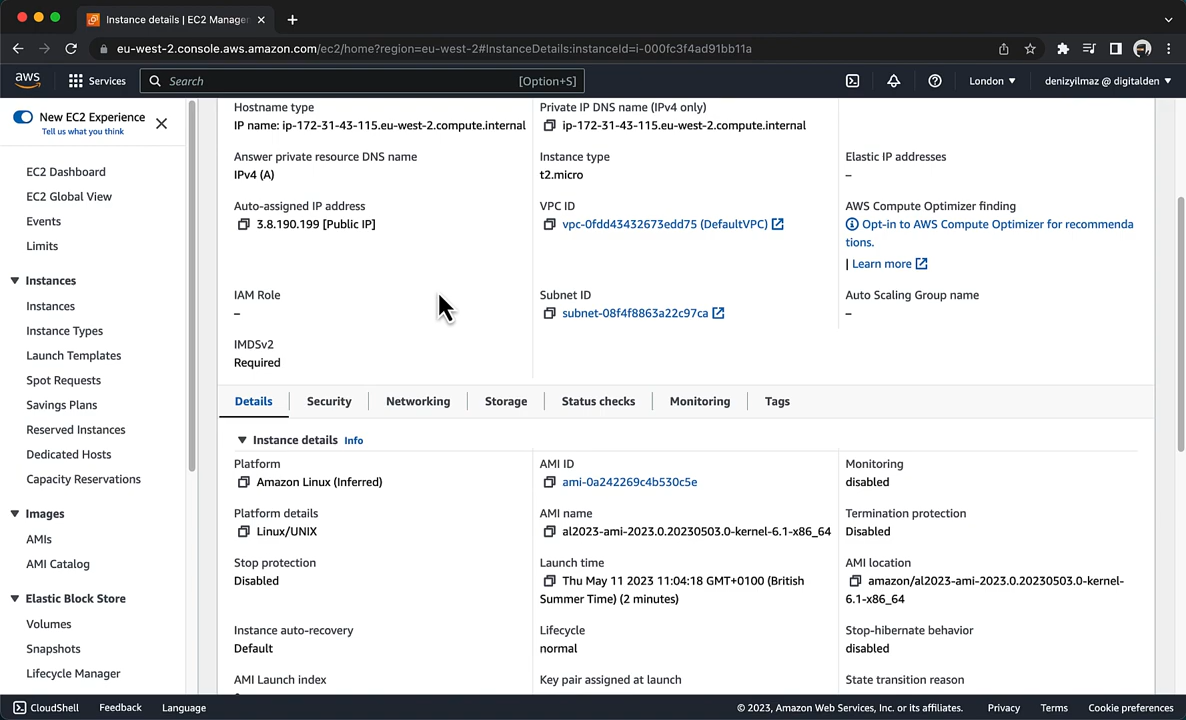 Instance details | EC2 Manager
eu-west-2.console.aws.amazon.com/ec2/home?region=eu-west-2#InstanceDetails:instanceId=i-000fc3f4ad91bb11a
aws
Services
Search
[Option+S]
London
denizyilmaz @ digitalden
New EC2 Experience
Tell us what you think
EC2 Dashboard
EC2 Global View
Events
Limits
Instances
Instances
Instance Types
Launch Templates
Spot Requests
Savings Plans
Reserved Instances
Dedicated Hosts
Capacity Reservations
Images
AMIs
AMI Catalog
Elastic Block Store
Volumes
Snapshots
Lifecycle Manager
Hostname type
IP name: ip-172-31-43-115.eu-west-2.compute.internal
Private IP DNS name (IPv4 only)
ip-172-31-43-115.eu-west-2.compute.internal
Answer private resource DNS name
IPv4 (A)
Instance type
t2.micro
Elastic IP addresses
–
Auto-assigned IP address
3.8.190.199 [Public IP]
VPC ID
vpc-0fdd43432673edd75 (DefaultVPC)
AWS Compute Optimizer finding
Opt-in to AWS Compute Optimizer for recommenda
tions.
| Learn more
IAM Role
–
Subnet ID
subnet-08f4f8863a22c97ca
Auto Scaling Group name
–
IMDSv2
Required
Details
Security
Networking
Storage
Status checks
Monitoring
Tags
Instance details Info
Platform
Amazon Linux (Inferred)
AMI ID
ami-0a242269c4b530c5e
Monitoring
disabled
Platform details
Linux/UNIX
AMI name
al2023-ami-2023.0.20230503.0-kernel-6.1-x86_64
Termination protection
Disabled
Stop protection
Disabled
Launch time
Thu May 11 2023 11:04:18 GMT+0100 (British
Summer Time) (2 minutes)
AMI location
amazon/al2023-ami-2023.0.20230503.0-kernel-
6.1-x86_64
Instance auto-recovery
Default
Lifecycle
normal
Stop-hibernate behavior
disabled
AMI Launch index
Key pair assigned at launch
State transition reason
CloudShell
Feedback
Language
© 2023, Amazon Web Services, Inc. or its affiliates.
Privacy
Terms
Cookie preferences